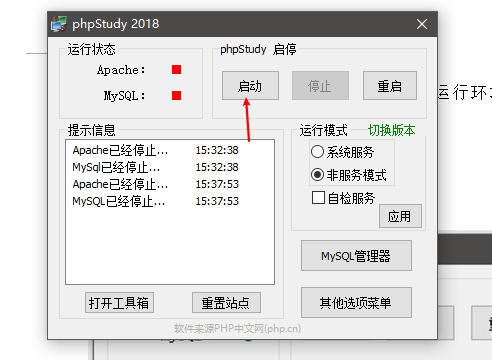 phpStudy 2018
运行状态
Apache:
MySQL:
phpStudy 启停
启动
停止
重启
运行环
提示信息
Apache已经停止... 15:32:38
MySql已经停止... 15:32:38
Apache已经停止... 15:37:53
MySQL已经停止... 15:37:53
运行模式 切换版本
系统服务
非服务模式
自检服务
应用
MySQL管理器
其他选项菜单
打开工具箱
重置站点
软件来源PHP中文网(php.cn)